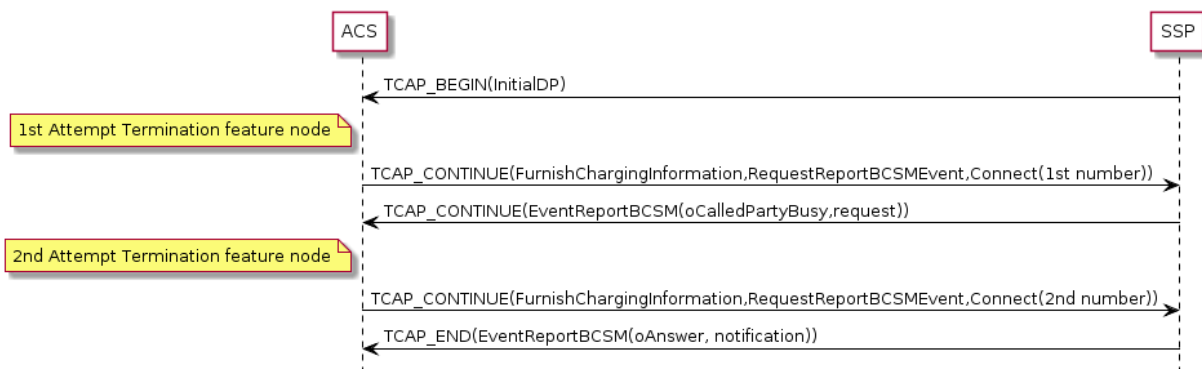 ACS
SSP
TCAP_BEGIN(InitialDP)
1st Attempt Termination feature node
TCAP_CONTINUE(FurnishChargingInformation,RequestReportBCSMEvent,Connect(1st number))
TCAP_CONTINUE(EventReportBCSM(oCalledPartyBusy,request))
2nd Attempt Termination feature node
TCAP_CONTINUE(FurnishChargingInformation,RequestReportBCSMEvent,Connect(2nd number))
TCAP_END(EventReportBCSM(oAnswer, notification))